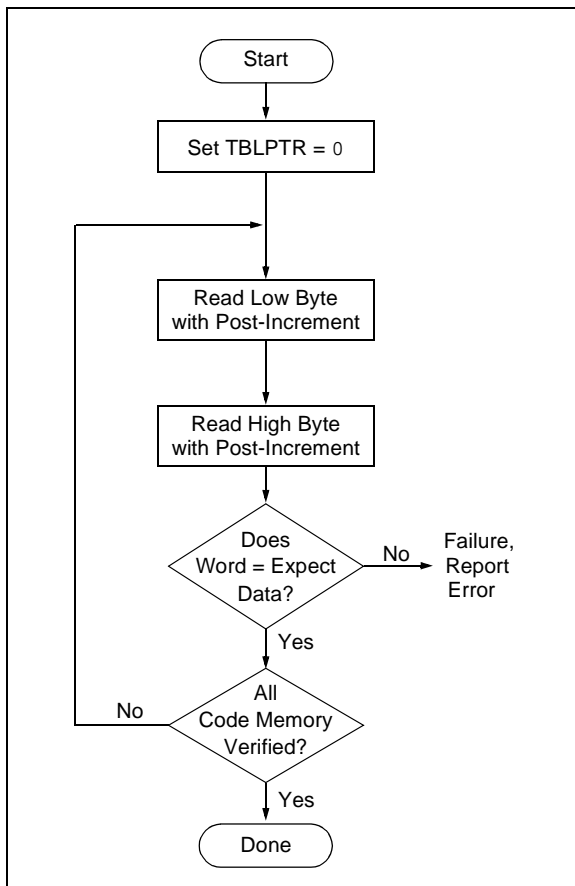 Start
Set TBLPTR = 0
Read Low Byte
with Post-Increment
Read High Byte
with Post-Increment
Does
Word = Expect
Data?
No
Failure,
Report
Error
Yes
All
Code Memory
Verified?
No
Yes
Done